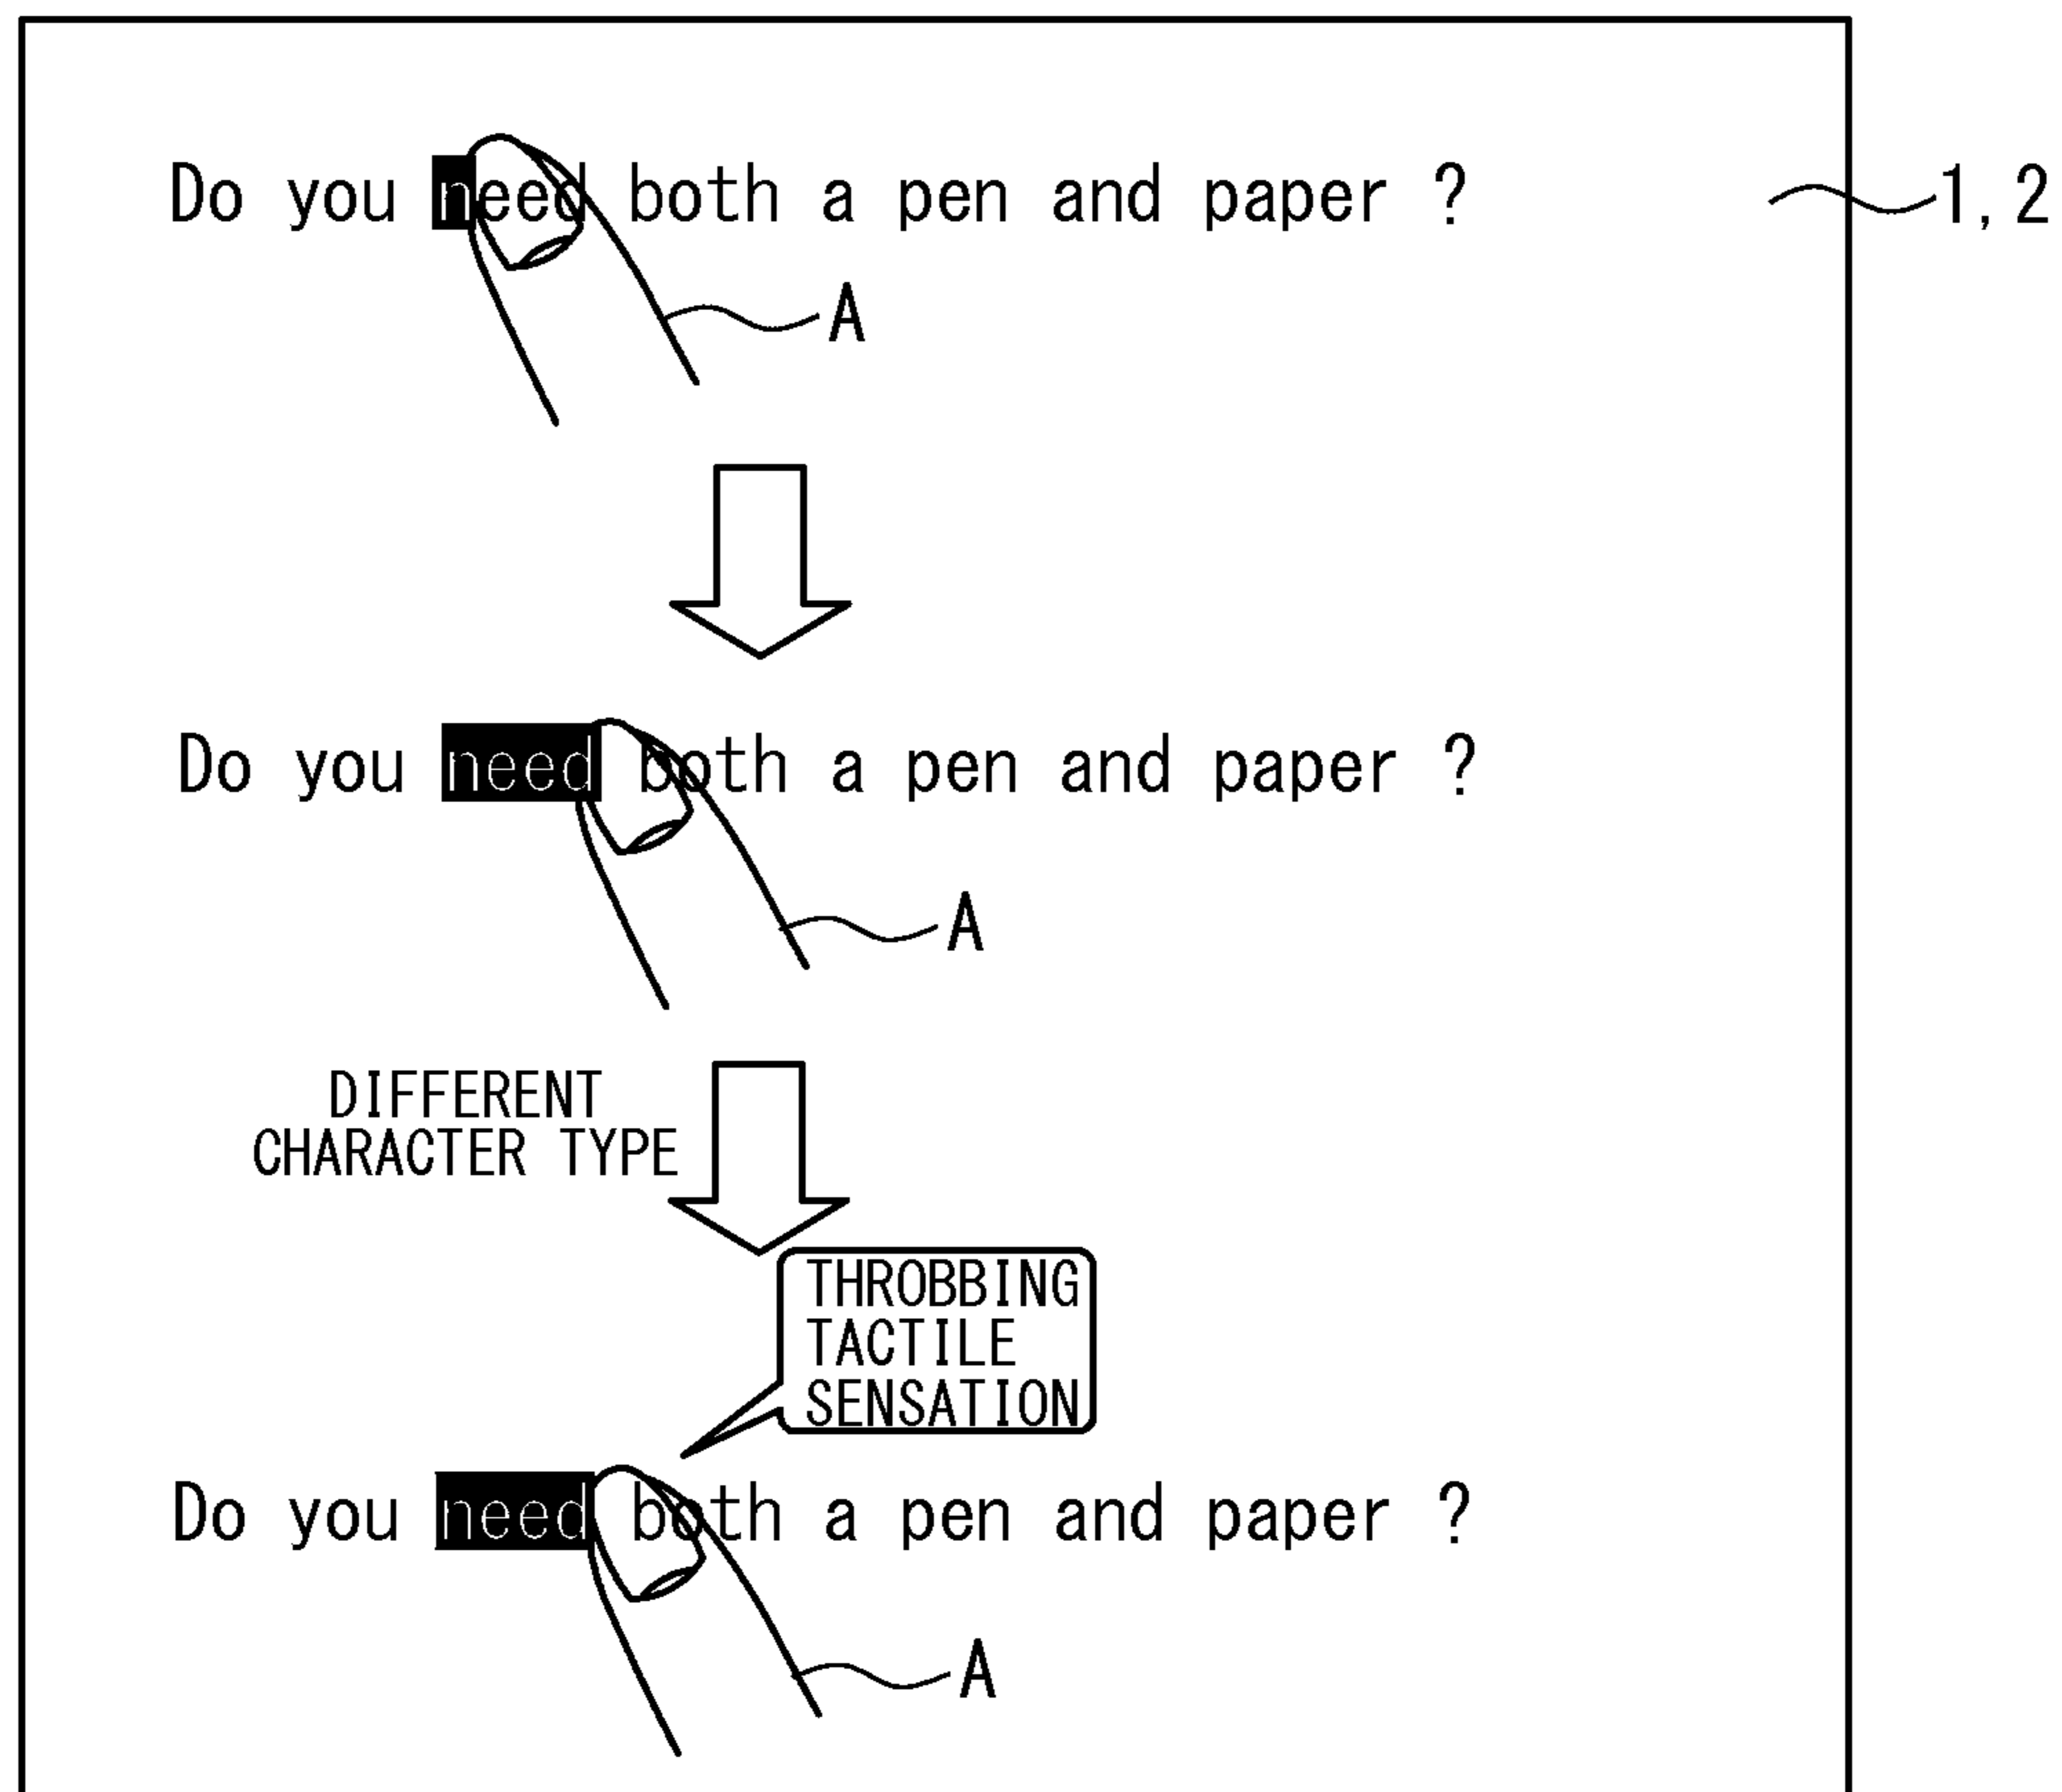 Do you need both a pen and paper ?
1, 2
A
Do you need both a pen and paper ?
A
DIFFERENT
CHARACTER TYPE
THROBBING
TACTILE
SENSATION
Do you need both a pen and paper ?
A